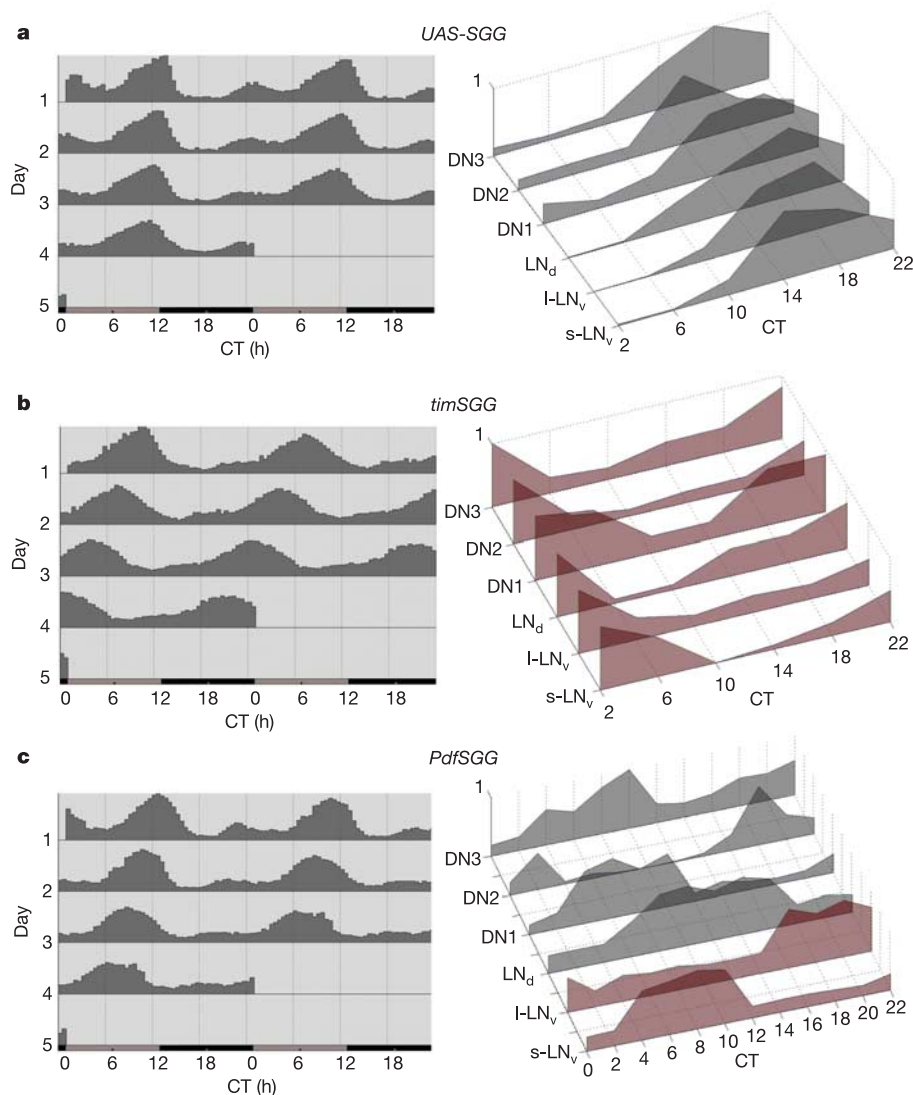 a
UAS-SGG
Day
1
2
3
4
5
0 6 12 18 0 6 12 18
CT (h)
1
DN3
DN2
DN1
LNd
l-LNv
s-LNv
2 6 10 14 18 22
CT
b
timSGG
Day
1
2
3
4
5
0 6 12 18 0 6 12 18
CT (h)
1
DN3
DN2
DN1
LNd
l-LNv
s-LNv
2 6 10 14 18 22
CT
c
PdfSGG
Day
1
2
3
4
5
0 6 12 18 0 6 12 18
CT (h)
1
DN3
DN2
DN1
LNd
l-LNv
s-LNv
0 2 4 6 8 10 12 14 16 18 20 22
CT